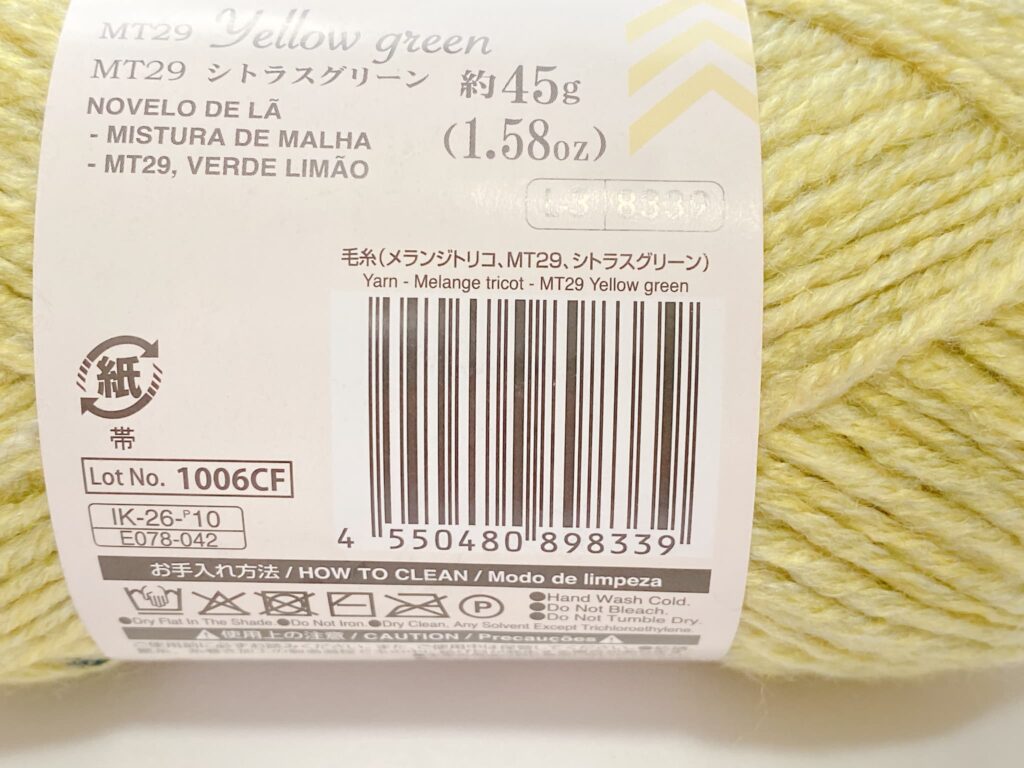 MT29 Yellow green
MT29 シトラスグリーン
約45g
(1.58oz)
NOVELO DE LÃ
- MISTURA DE MALHA
- MT29, VERDE LIMÃO
L3 8339
毛糸(メランジトリコ、MT29、シトラスグリーン)
Yarn - Melange tricot - MT29 Yellow green
紙
帯
Lot No. 1006CF
IK-26-P10
E078-042
4 550480 898339
お手入れ方法 / HOW TO CLEAN / Modo de limpeza
P
●Hand Wash Cold.
●Do Not Bleach.
●Do Not Tumble Dry.
●Dry Flat In The Shade ●Do Not Iron ●Dry Clean, Any Solvent Except Trichloroethylene.
使用上の注意 / CAUTION / Precauções